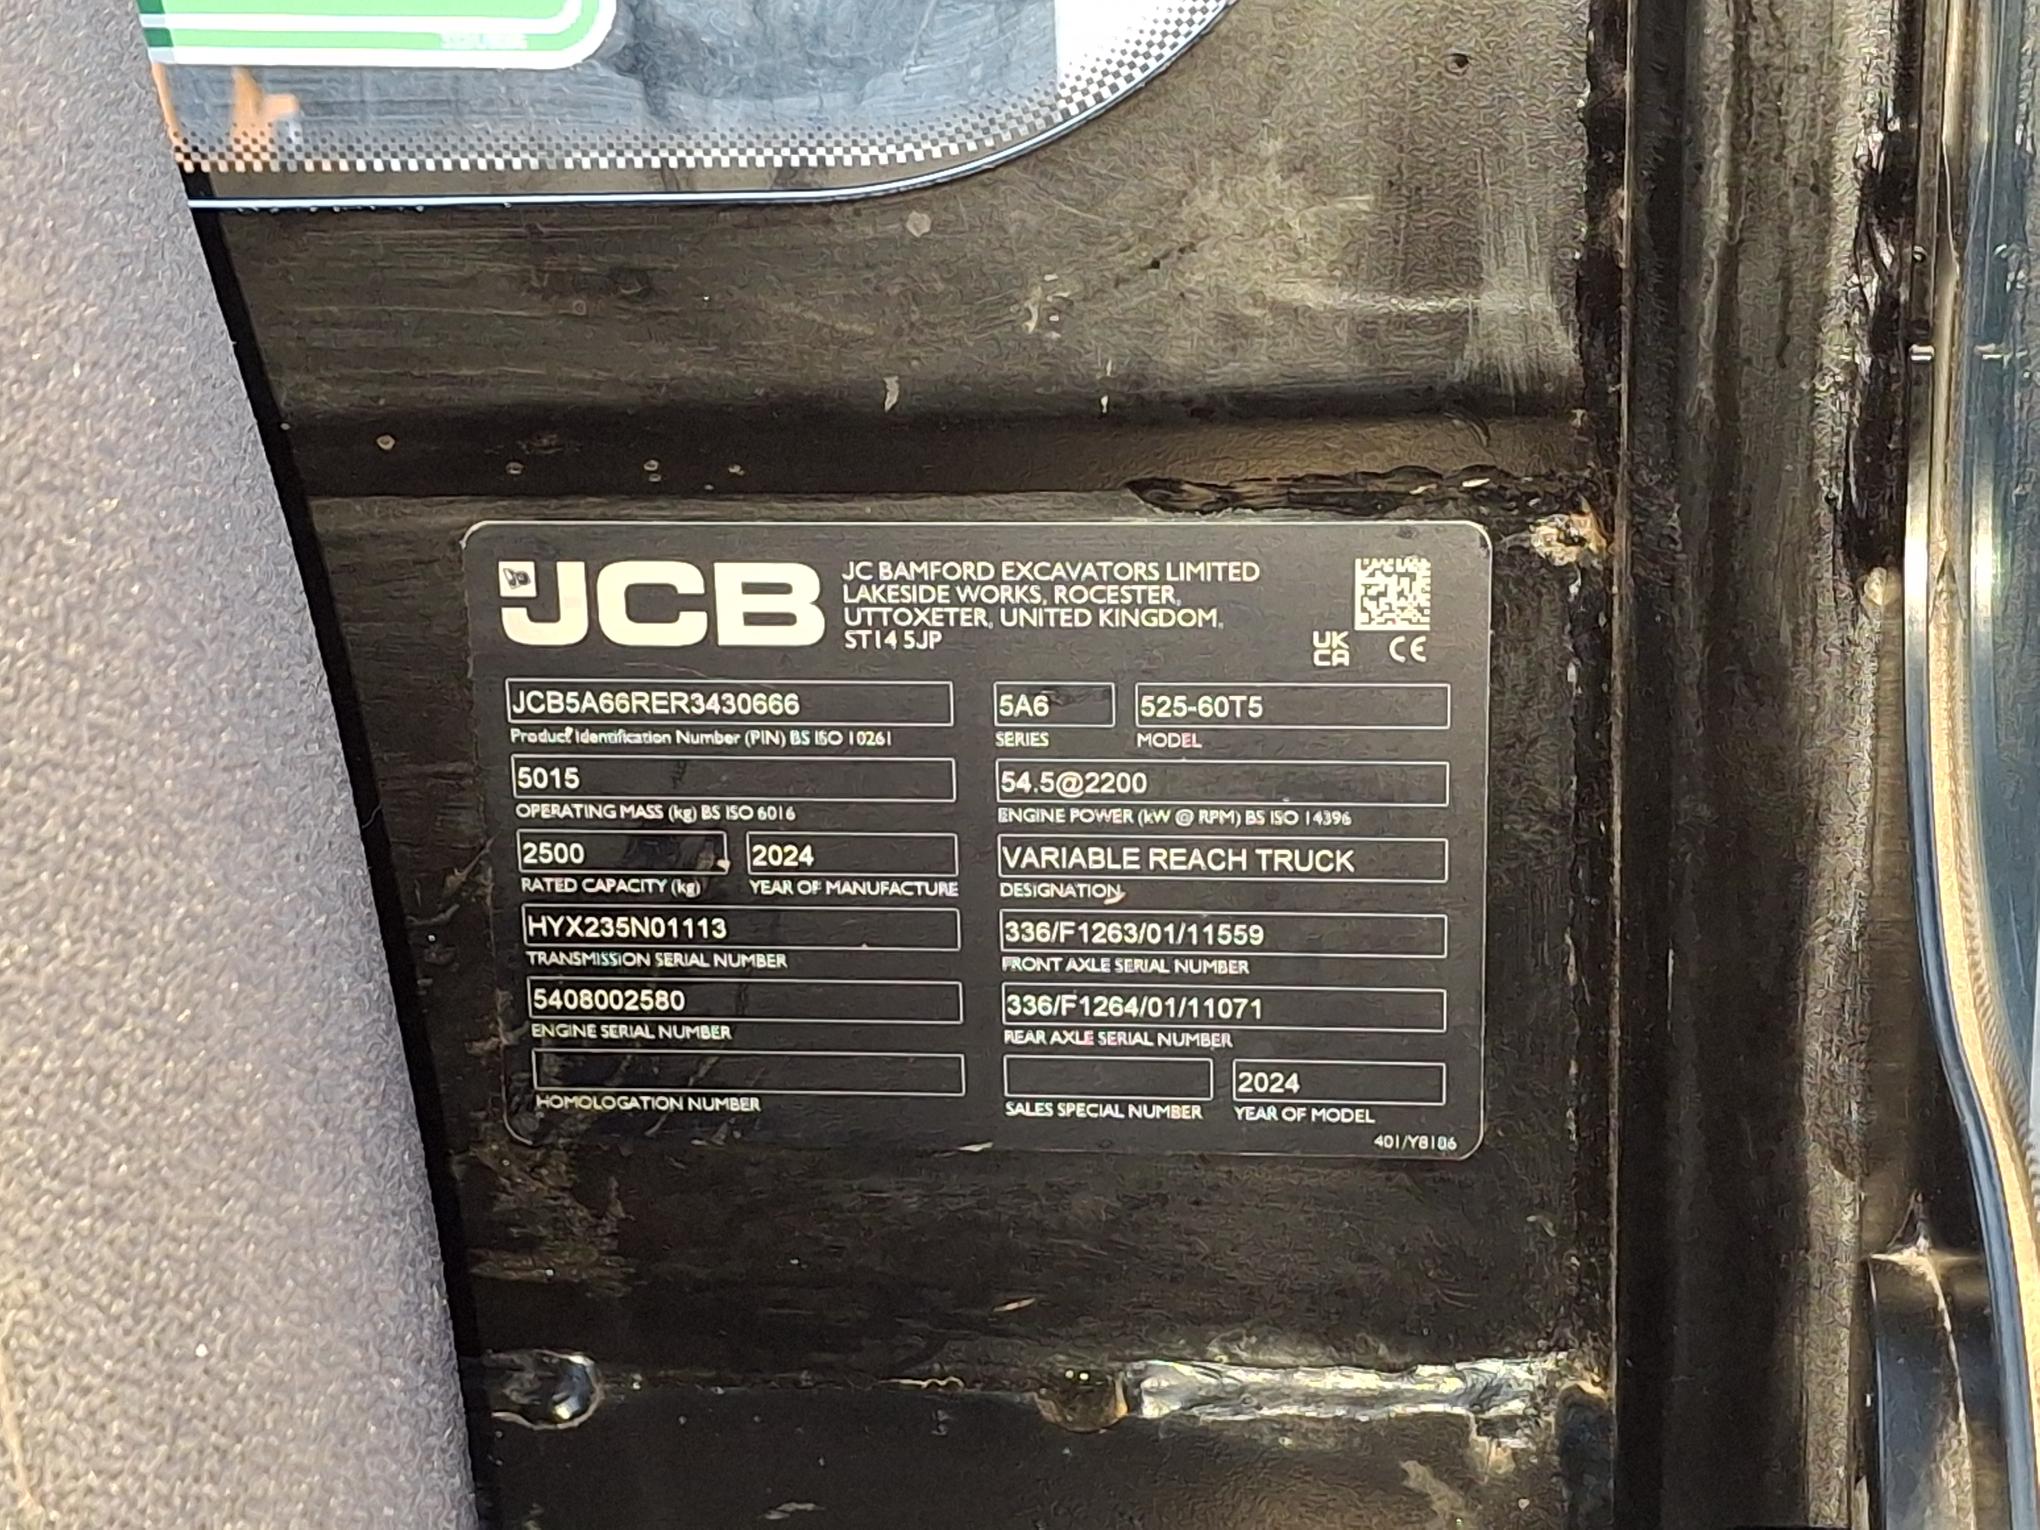 JCB
JC BAMFORD EXCAVATORS LIMITED
LAKESIDE WORKS, ROCESTER,
UTTOXETER, UNITED KINGDOM,
ST14 5JP
UK
CA
CE
JCB5A66RER3430666
Product Identification Number (PIN) BS ISO 10261
5A6
SERIES
525-60T5
MODEL
5015
OPERATING MASS (kg) BS ISO 6016
54.5@2200
ENGINE POWER (kW @ RPM) BS ISO 14396
2500
RATED CAPACITY (kg)
2024
YEAR OF MANUFACTURE
VARIABLE REACH TRUCK
DESIGNATION
HYX235N01113
TRANSMISSION SERIAL NUMBER
336/F1263/01/11559
FRONT AXLE SERIAL NUMBER
5408002580
ENGINE SERIAL NUMBER
336/F1264/01/11071
REAR AXLE SERIAL NUMBER
HOMOLOGATION NUMBER
SALES SPECIAL NUMBER
2024
YEAR OF MODEL
401/Y8186